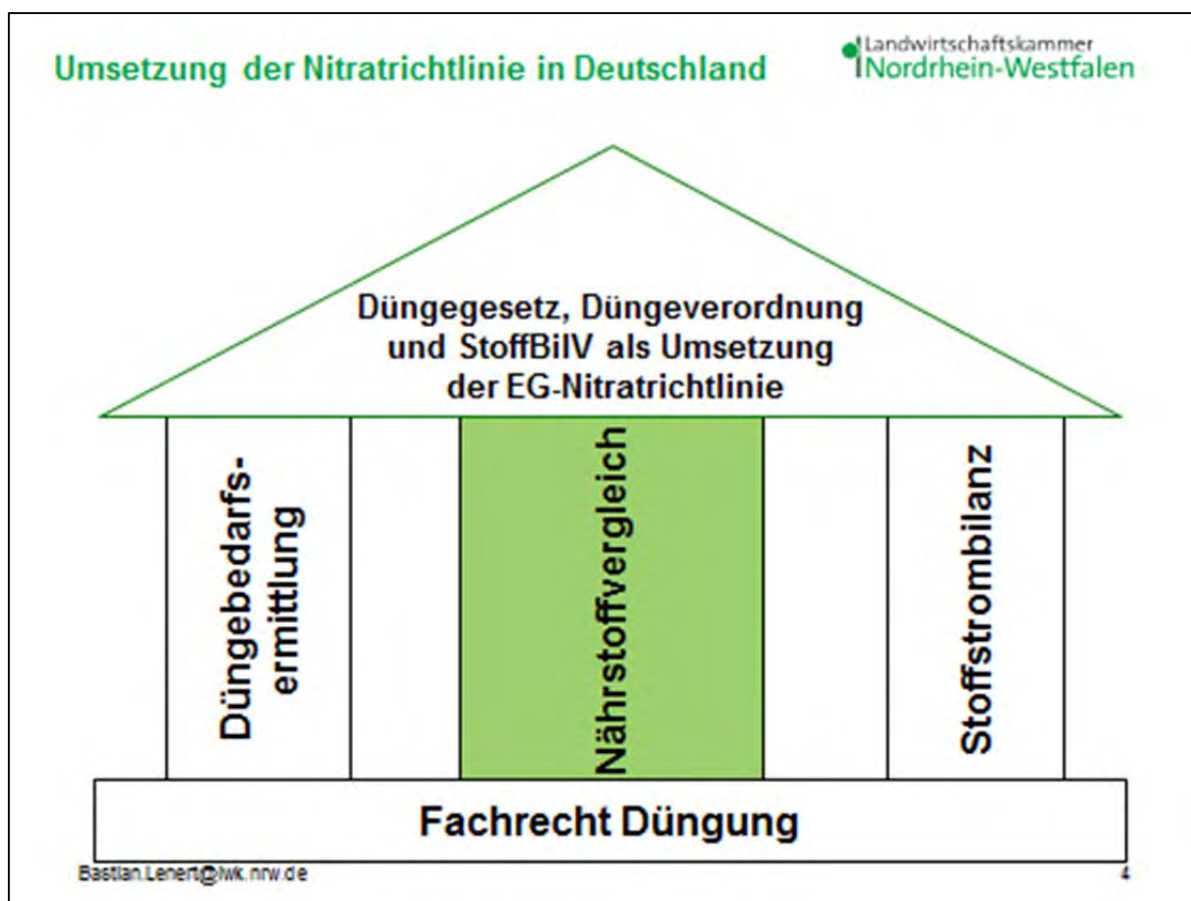 Umsetzung der Nitratrichtlinie in Deutschland
Landwirtschaftskammer
Nordrhein-Westfalen
Düngegesetz, Düngeverordnung
und StoffBilV als Umsetzung
der EG-Nitratrichtlinie
Düngebedarfs-
ermittlung
Nährstoffvergleich
Stoffstrombilanz
Fachrecht Düngung
Bastian.Lenert@lwk.nrw.de
4